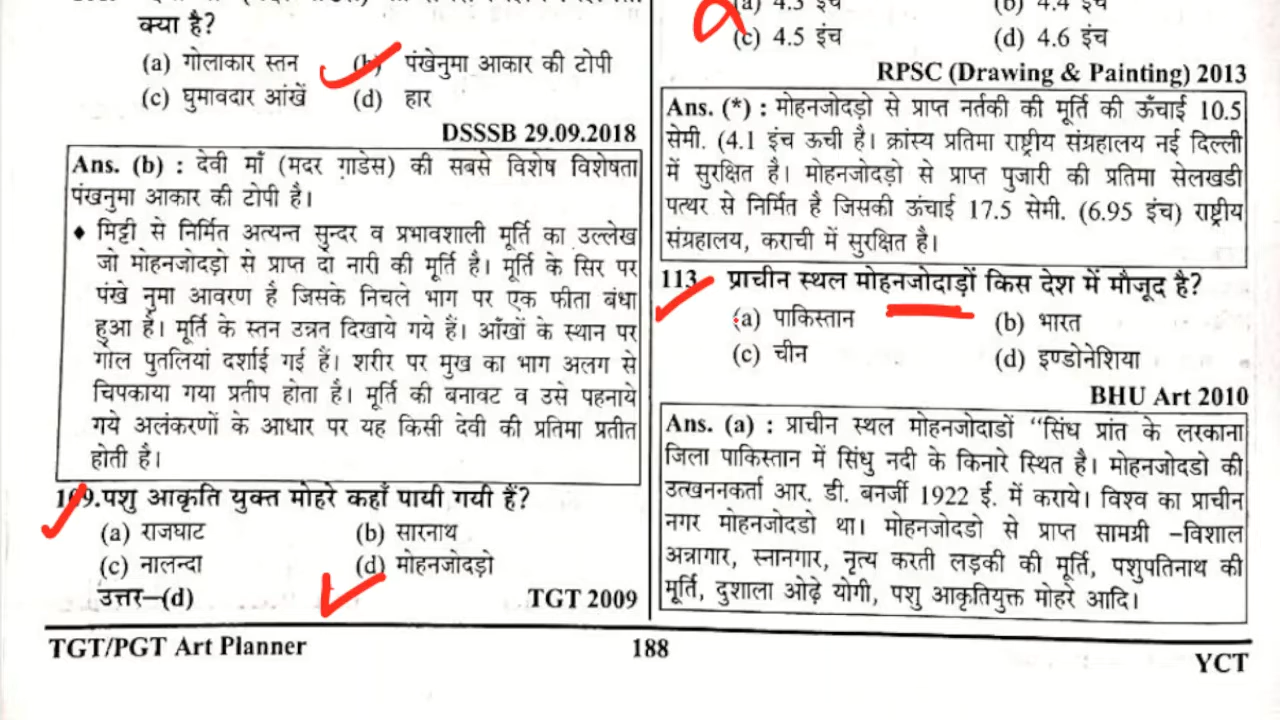 क्या है?
(a) गोलाकार स्तन (b) पंखेनुमा आकार की टोपी
(c) घुमावदार आंखें (d) हार
DSSSB 29.09.2018
Ans. (b) : देवी माँ (मदर गा़डेस) की सबसे विशेष विशेषता
पंखनुमा आकार की टोपी है।
♦ मिट्टी से निर्मित अत्यन्त सुन्दर व प्रभावशाली मूर्ति का उल्लेख
जो मोहनजोदड़ो से प्राप्त दो नारी की मूर्ति है। मूर्ति के सिर पर
पंखे नुमा आवरण है जिसके निचले भाग पर एक फीता बंधा
हुआ है। मूर्ति के स्तन उन्नत दिखाये गये हैं। आँखों के स्थान पर
गोल पुतलियां दर्शाई गई हैं। शरीर पर मुख का भाग अलग से
चिपकाया गया प्रतीप होता है। मूर्ति की बनावट व उसे पहनाये
गये अलंकरणों के आधार पर यह किसी देवी की प्रतिमा प्रतीत
होती है।
109.पशु आकृति युक्त मोहरे कहाँ पायी गयी हैं?
(a) राजघाट (b) सारनाथ
(c) नालन्दा (d) मोहनजोदड़ो
उत्तर–(d) TGT 2009
(a) 4.3 इंच (b) 4.4 इंच
(c) 4.5 इंच (d) 4.6 इंच
RPSC (Drawing & Painting) 2013
Ans. (*) : मोहनजोदड़ो से प्राप्त नर्तकी की मूर्ति की ऊँचाई 10.5
सेमी. (4.1 इंच ऊची है। क्रांस्य प्रतिमा राष्ट्रीय संग्रहालय नई दिल्ली
में सुरक्षित है। मोहनजोदड़ो से प्राप्त पुजारी की प्रतिमा सेलखडी
पत्थर से निर्मित है जिसकी ऊंचाई 17.5 सेमी. (6.95 इंच) राष्ट्रीय
संग्रहालय, कराची में सुरक्षित है।
113. प्राचीन स्थल मोहनजोदाड़ों किस देश में मौजूद है?
(a) पाकिस्तान (b) भारत
(c) चीन (d) इण्डोनेशिया
BHU Art 2010
Ans. (a) : प्राचीन स्थल मोहनजोदाडों “सिंध प्रांत के लरकाना
जिला पाकिस्तान में सिंधु नदी के किनारे स्थित है। मोहनजोदडो की
उत्खननकर्ता आर. डी. बनर्जी 1922 ई. में कराये। विश्व का प्राचीन
नगर मोहनजोदडो था। मोहनजोदडो से प्राप्त सामग्री –विशाल
अन्नागार, स्नानगार, नृत्य करती लड़की की मूर्ति, पशुपतिनाथ की
मूर्ति, दुशाला ओढ़े योगी, पशु आकृतियुक्त मोहरे आदि।
TGT/PGT Art Planner 188 YCT